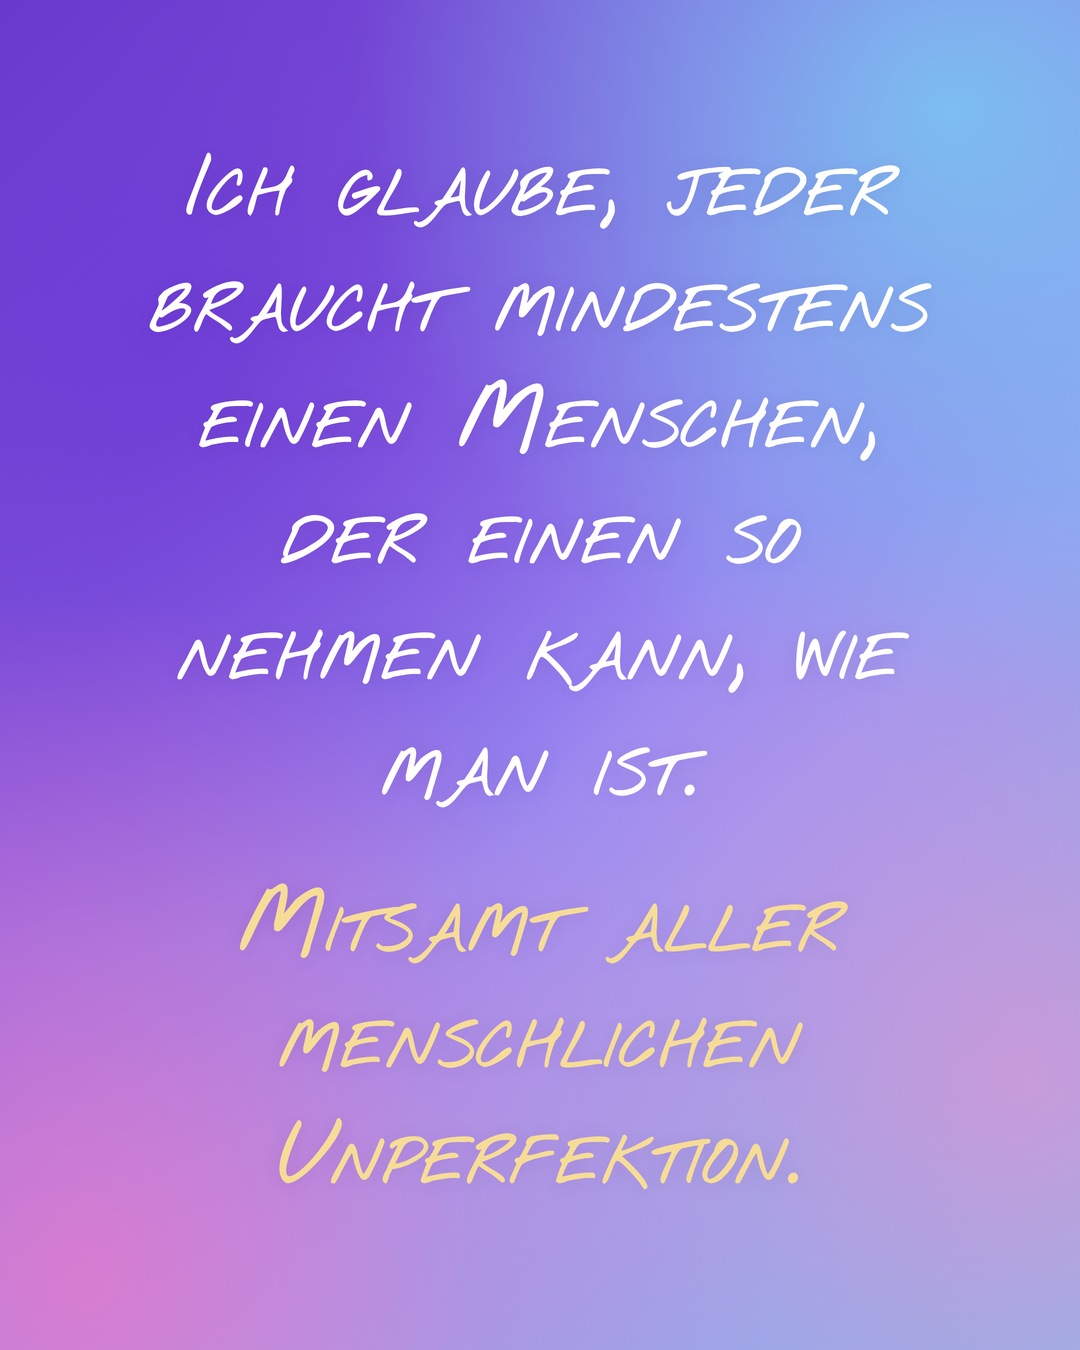 Ich glaube, jeder
braucht mindestens
einen Menschen,
der einen so
nehmen kann, wie
man ist.
Mitsamt aller
menschlichen
Unperfektion.